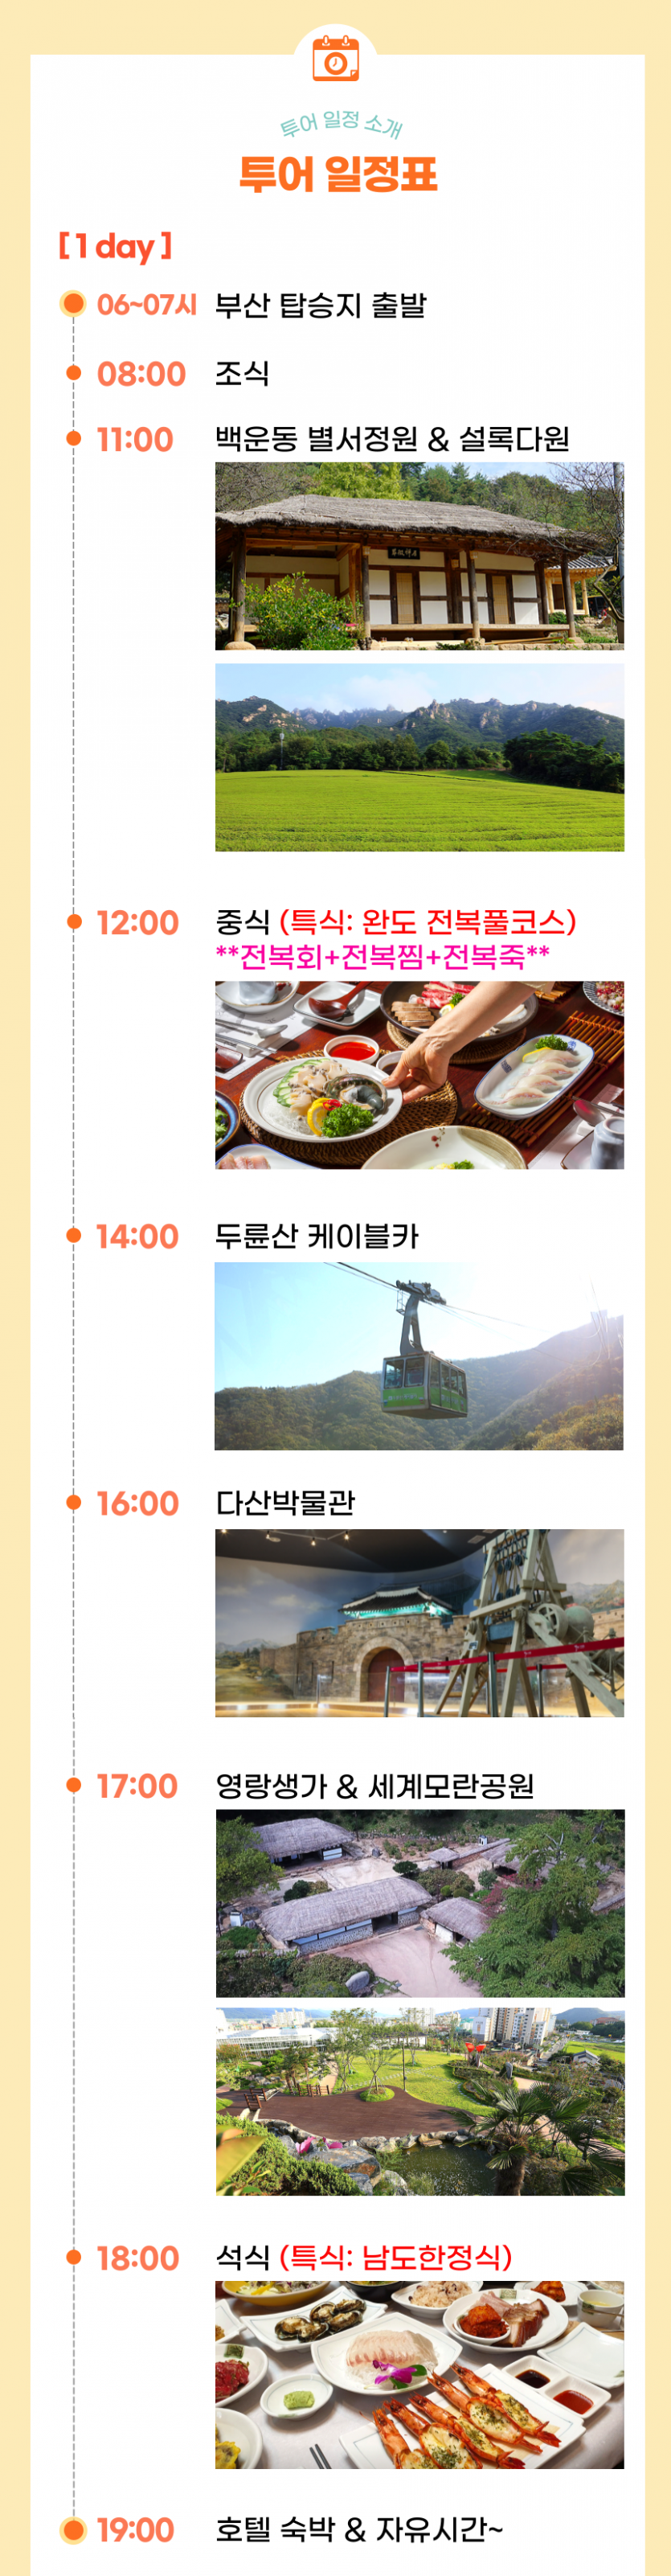 투어 일정 소개
투어 일정표
[ 1 day ]
06~07시 부산 탑승지 출발
08:00 조식
11:00 백운동 별서정원 & 설록다원
12:00 중식 (특식: 완도 전복풀코스)
**전복회+전복찜+전복죽**
14:00 두륜산 케이블카
16:00 다산박물관
17:00 영랑생가 & 세계모란공원
18:00 석식 (특식: 남도한정식)
19:00 호텔 숙박 & 자유시간~